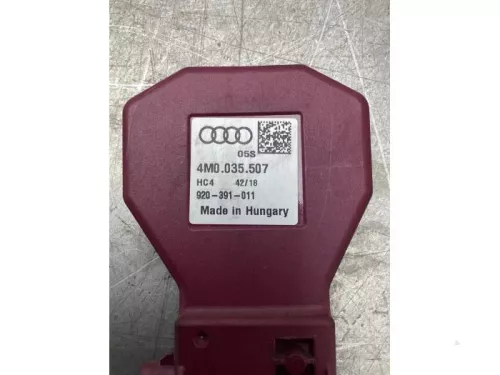 05S
4M0.035.507
HC4 42/18
920-391-011
Made in Hungary